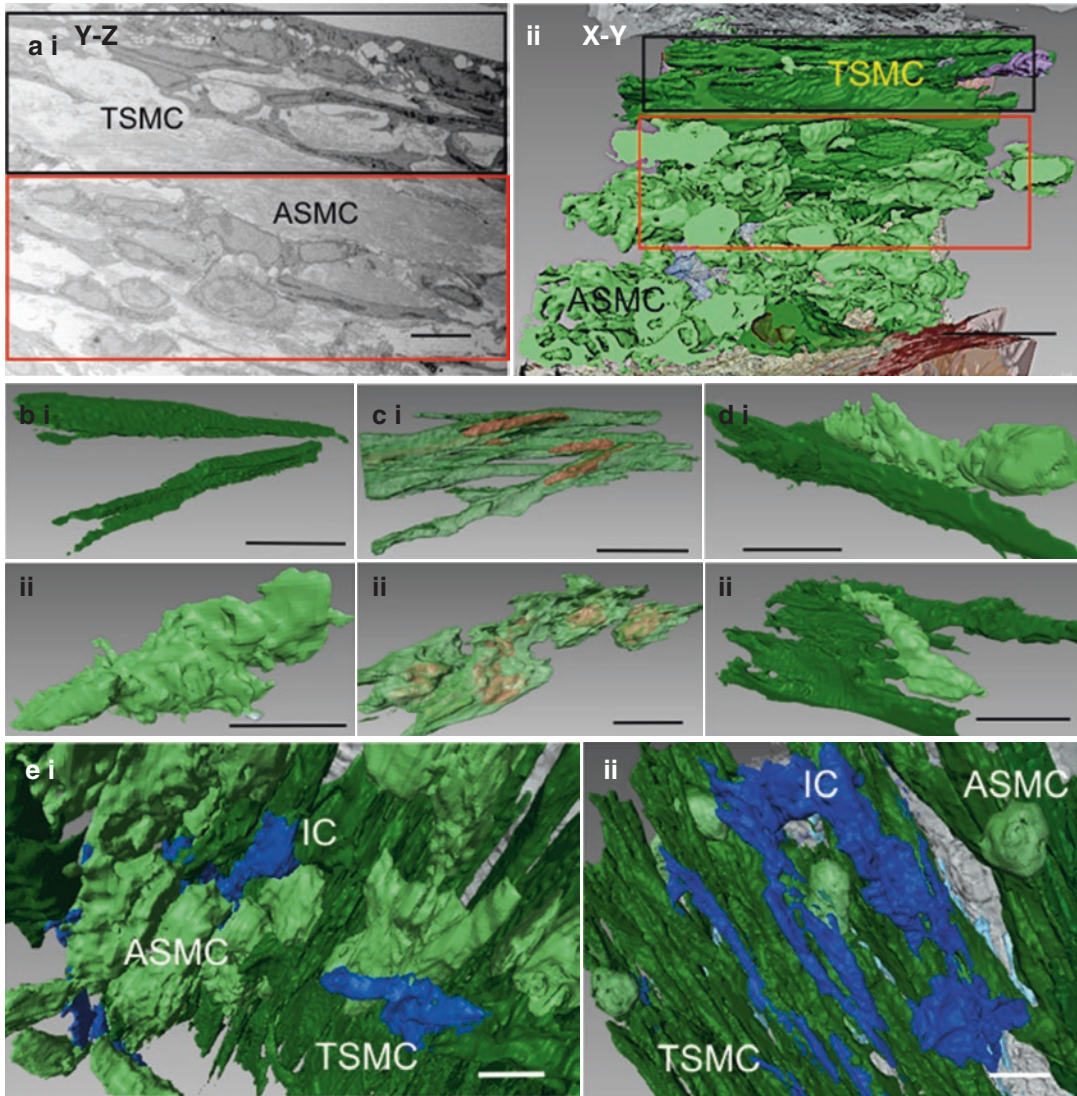 a i Y-Z
TSMC
ASMC
ii X-Y
TSMC
ASMC
b i
c i
d i
ii
ii
ii
e i
IC
ASMC
TSMC
ii
IC
ASMC
TSMC